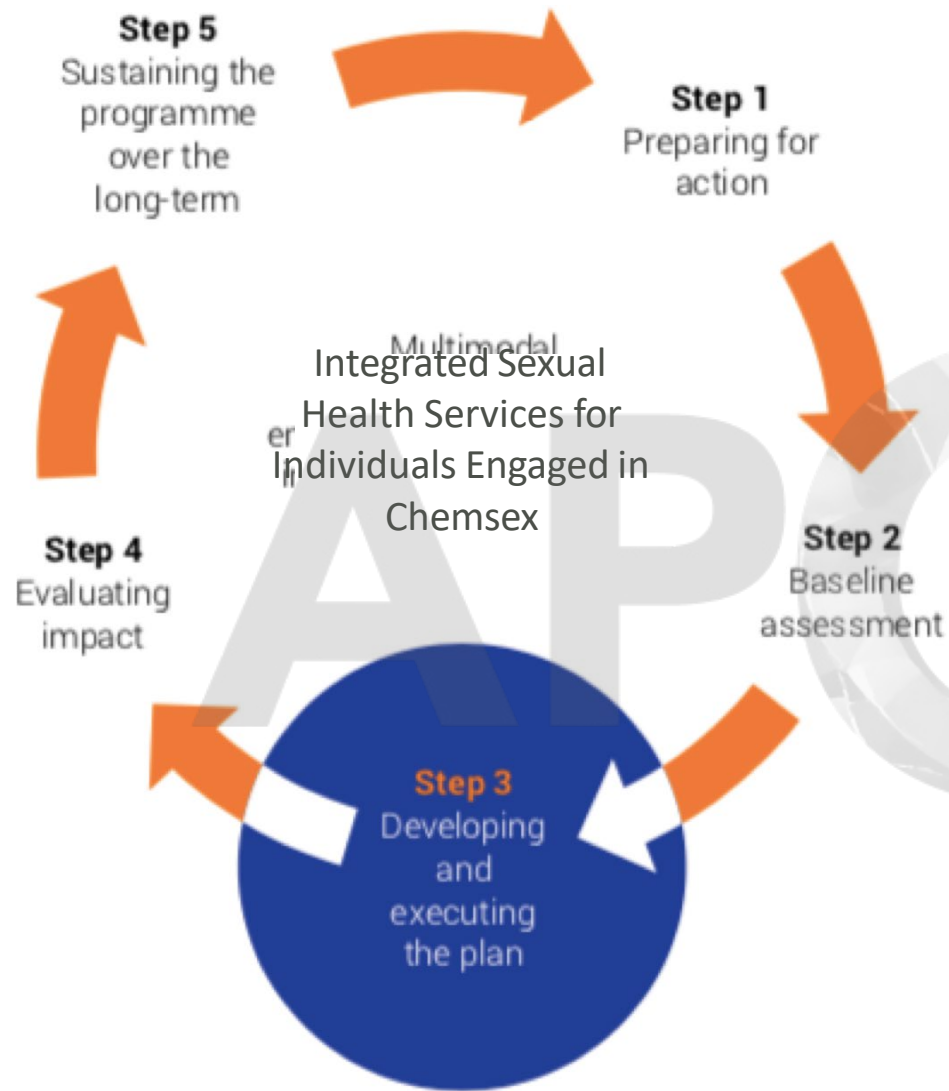 Step 5
Sustaining the
programme
over the
long-term
Step 1
Preparing for
action
Multimodal
Integrated Sexual
Health Services for
Individuals Engaged in
Chemsex
Step 4
Evaluating
impact
Step 2
Baseline
assessment
Step 3
Developing
and
executing
the plan
AP